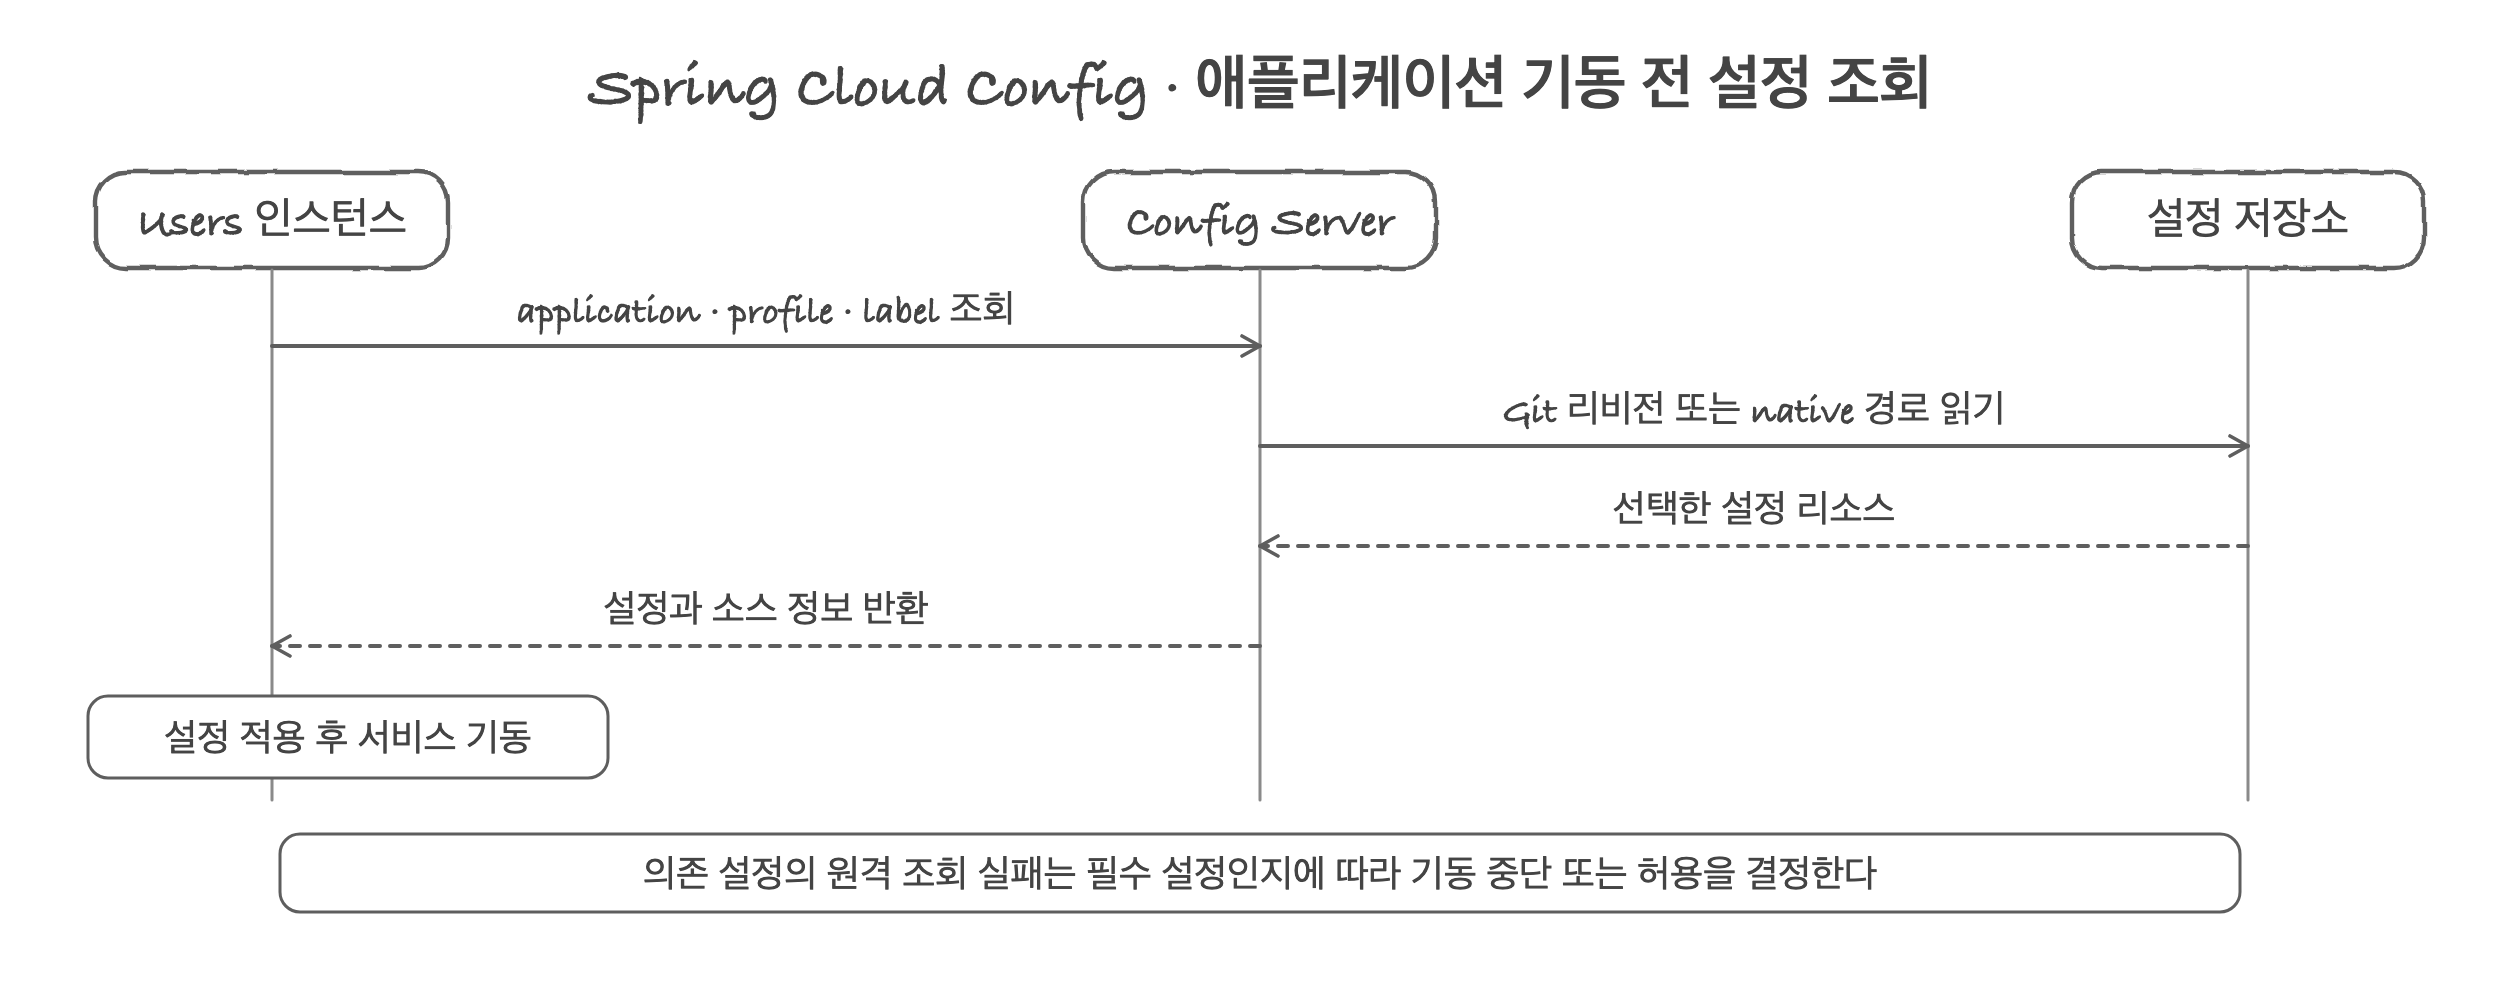 Spring Cloud Config · 애플리케이션 기동 전 설정 조회
users 인스턴스
Config Server
설정 저장소
application · profile · label 조회
Git 리비전 또는 native 경로 읽기
선택한 설정 리소스
설정과 소스 정보 반환
설정 적용 후 서비스 기동
의존 설정의 원격 조회 실패는 필수 설정인지에 따라 기동 중단 또는 허용을 결정한다